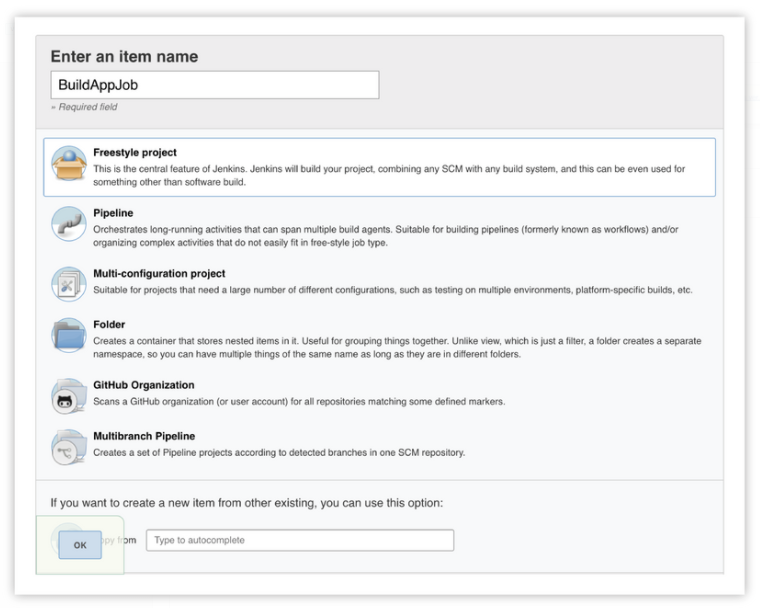 Enter an item name
BuildAppJob
» Required field
Freestyle project
This is the central feature of Jenkins. Jenkins will build your project, combining any SCM with any build system, and this can be even used for
something other than software build.
Pipeline
Orchestrates long-running activities that can span multiple build agents. Suitable for building pipelines (formerly known as workflows) and/or
organizing complex activities that do not easily fit in free-style job type.
Multi-configuration project
Suitable for projects that need a large number of different configurations, such as testing on multiple environments, platform-specific builds, etc.
Folder
Creates a container that stores nested items in it. Useful for grouping things together. Unlike view, which is just a filter, a folder creates a separate
namespace, so you can have multiple things of the same name as long as they are in different folders.
GitHub Organization
Scans a GitHub organization (or user account) for all repositories matching some defined markers.
Multibranch Pipeline
Creates a set of Pipeline projects according to detected branches in one SCM repository.
If you want to create a new item from other existing, you can use this option:
OK opy from Type to autocomplete